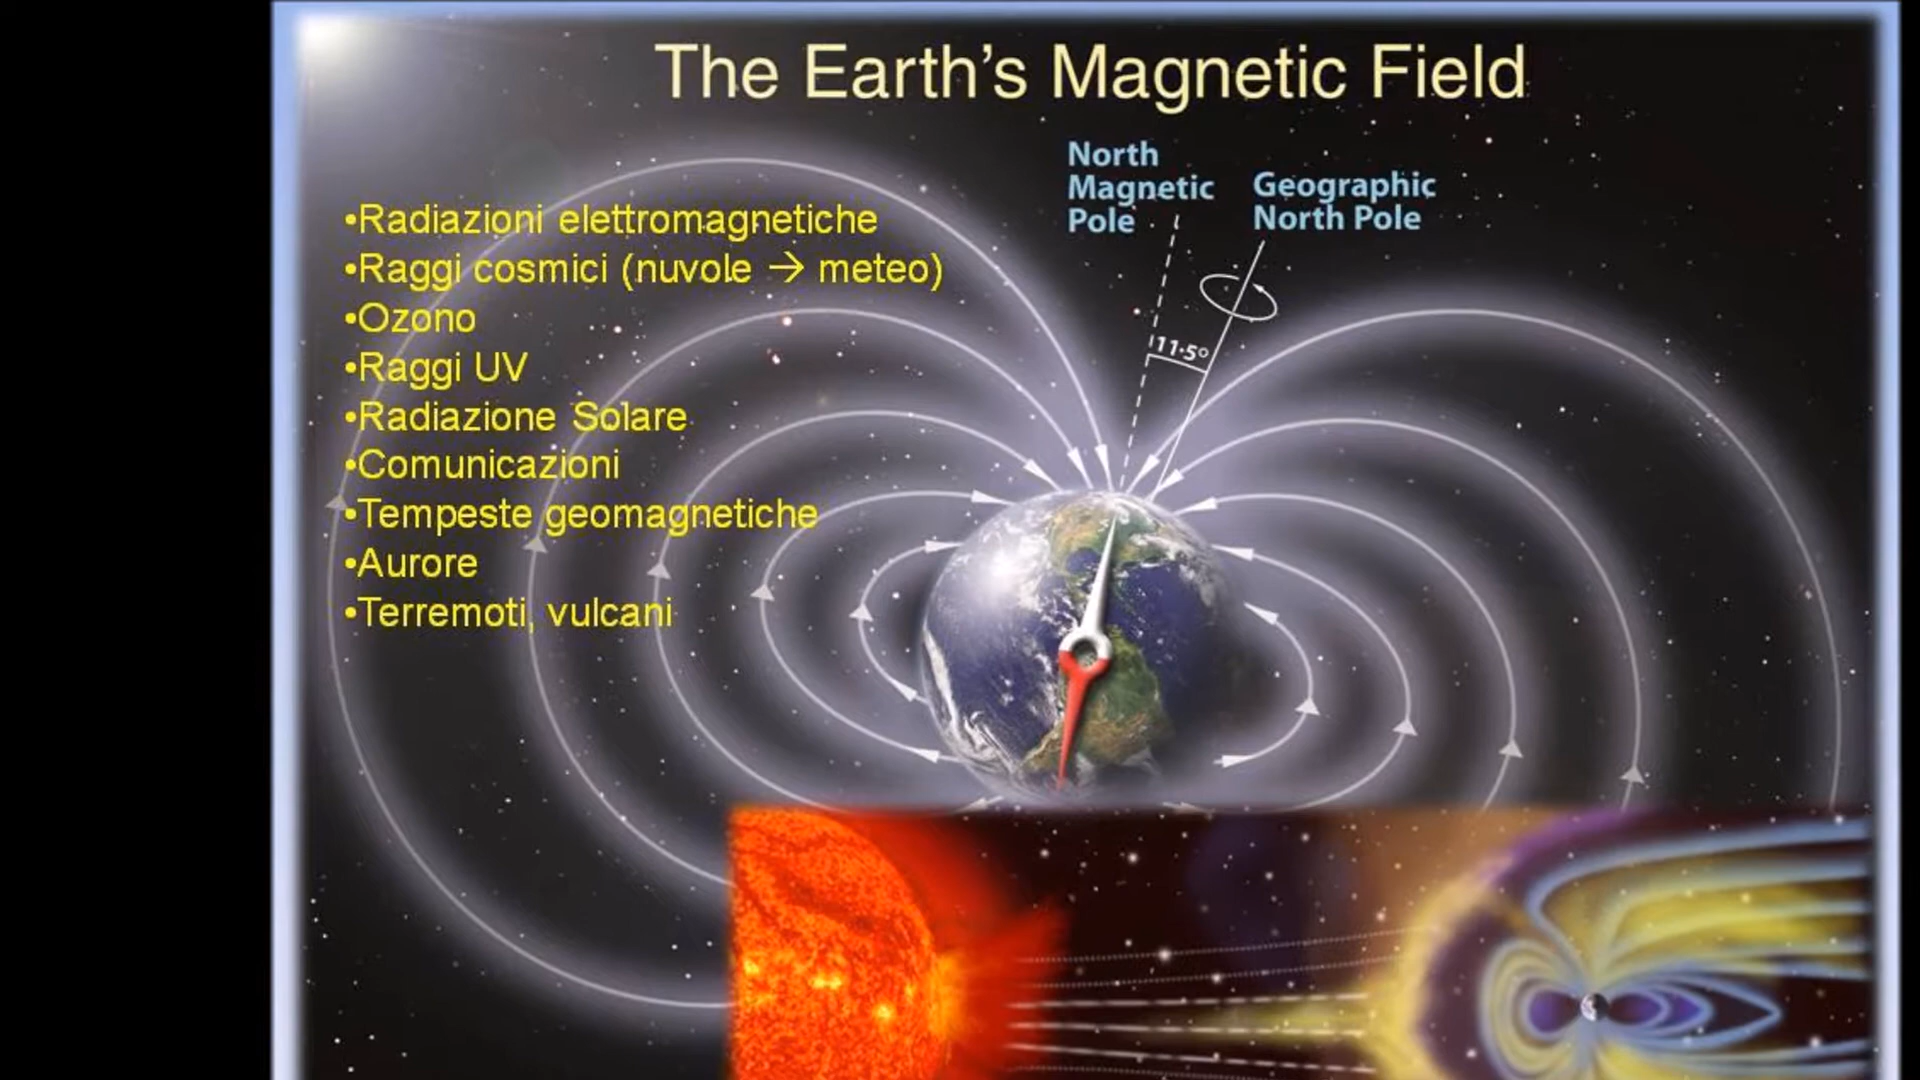 The Earth's Magnetic Field
North
Magnetic
Pole
Geographic
North Pole
11·5°
•Radiazioni elettromagnetiche
•Raggi cosmici (nuvole → meteo)
•Ozono
•Raggi UV
•Radiazione Solare
•Comunicazioni
•Tempeste geomagnetiche
•Aurore
•Terremoti, vulcani